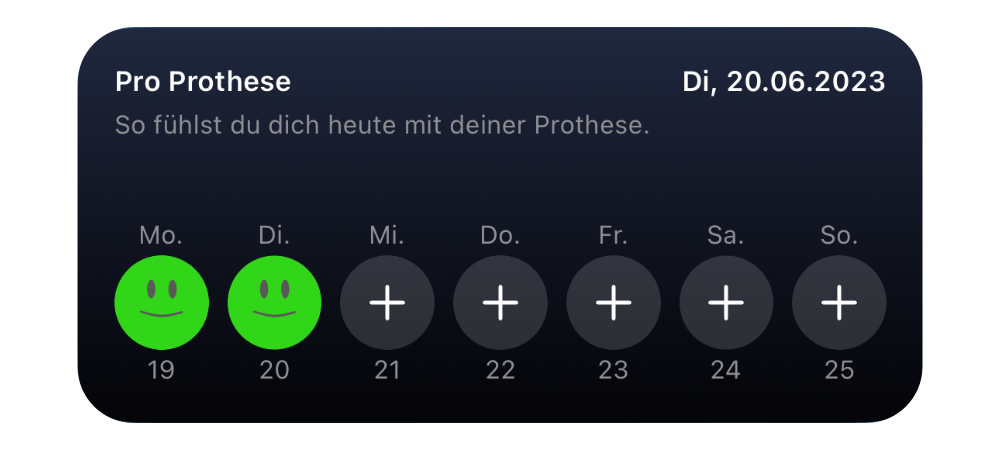 Pro Prothese
Di, 20.06.2023
So fühlst du dich heute mit deiner Prothese.
Mo. Di. Mi. Do. Fr. Sa. So.
19 20 21 22 23 24 25